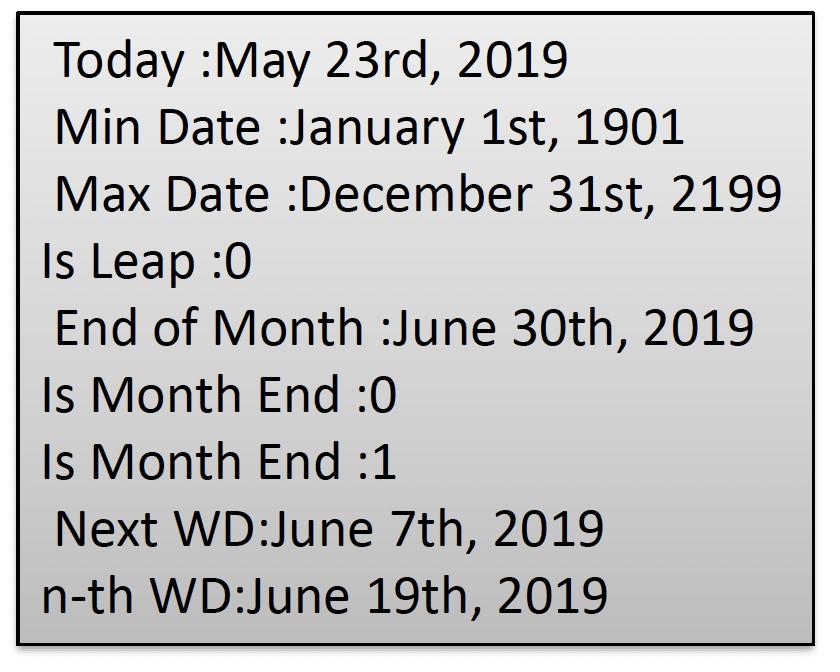 Today :May 23rd, 2019
Min Date :January 1st, 1901
Max Date :December 31st, 2199
Is Leap :0
End of Month :June 30th, 2019
Is Month End :0
Is Month End :1
Next WD:June 7th, 2019
n-th WD:June 19th, 2019